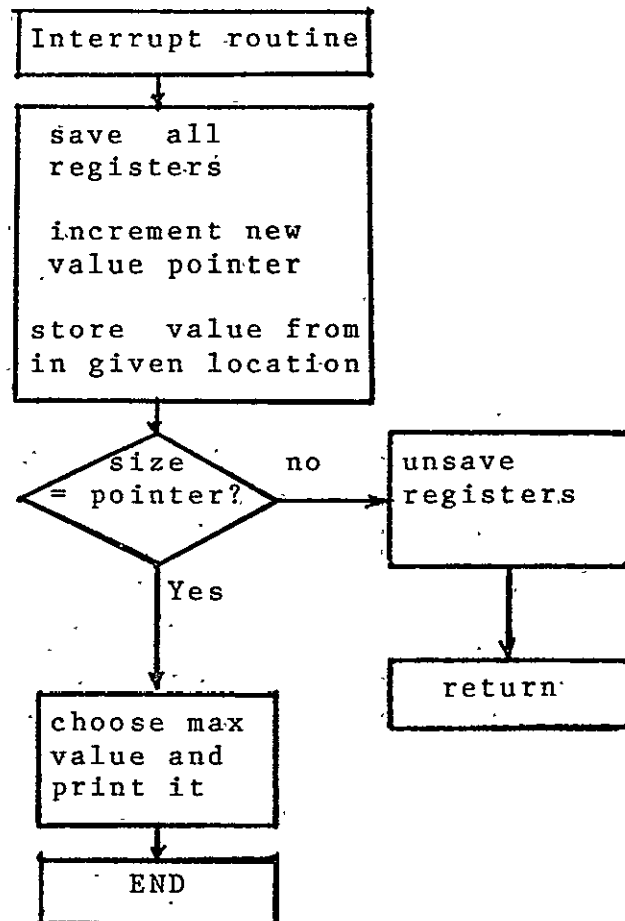 Interrupt routine
save all
registers
increment new
value pointer
store value from
in given location
size
= pointer?
no
unsave
registers
Yes
return
choose max
value and
print it
END